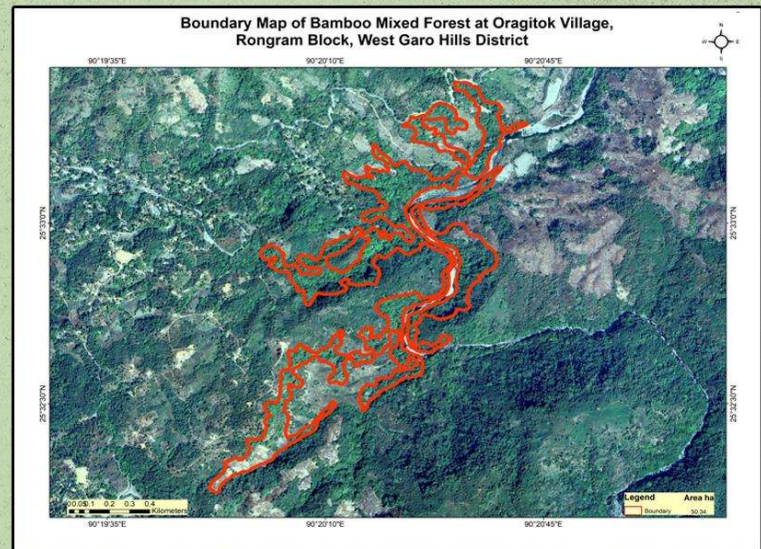 Boundary Map of Bamboo Mixed Forest at Oragitok Village,
Rongram Block, West Garo Hills District
N
W E
S
90°19'35"E 90°20'10"E 90°20'45"E
25°33'0"N 25°33'0"N
25°32'30"N 25°32'30"N
00.050.1 0.2 0.3 0.4
Kilometers
Legend Area ha
Boundary 50.34
90°19'35"E 90°20'10"E 90°20'45"E